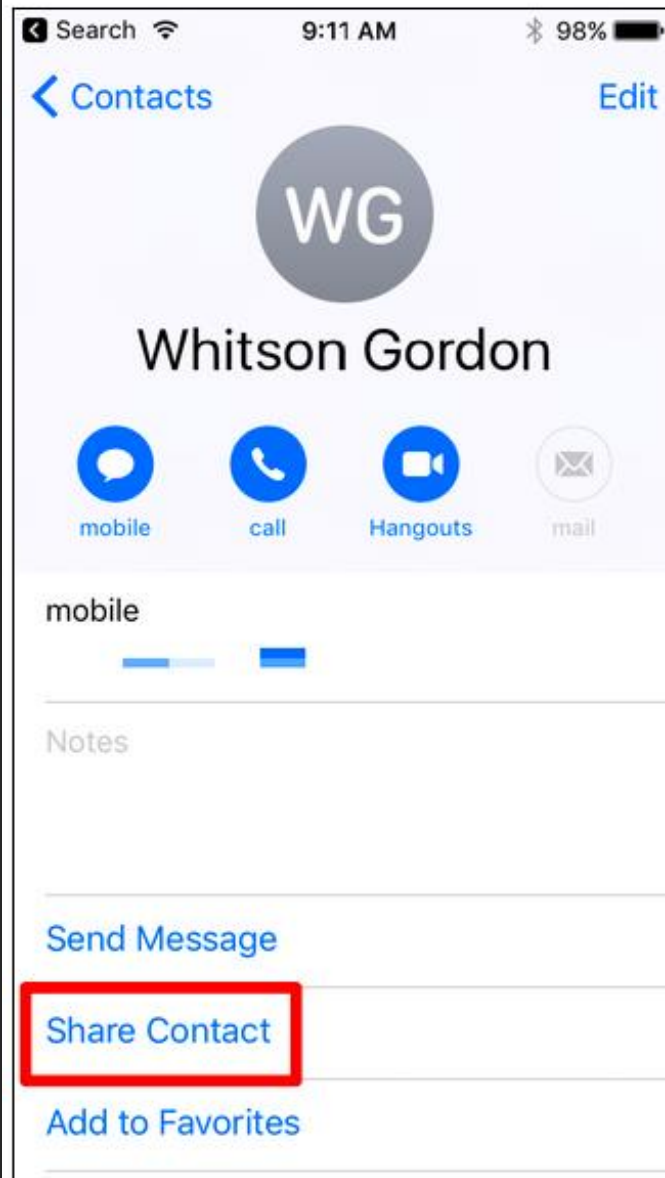 Search 9:11 AM 98%
Contacts Edit
WG
Whitson Gordon
mobile call Hangouts mail
mobile
Notes
Send Message
Share Contact
Add to Favorites